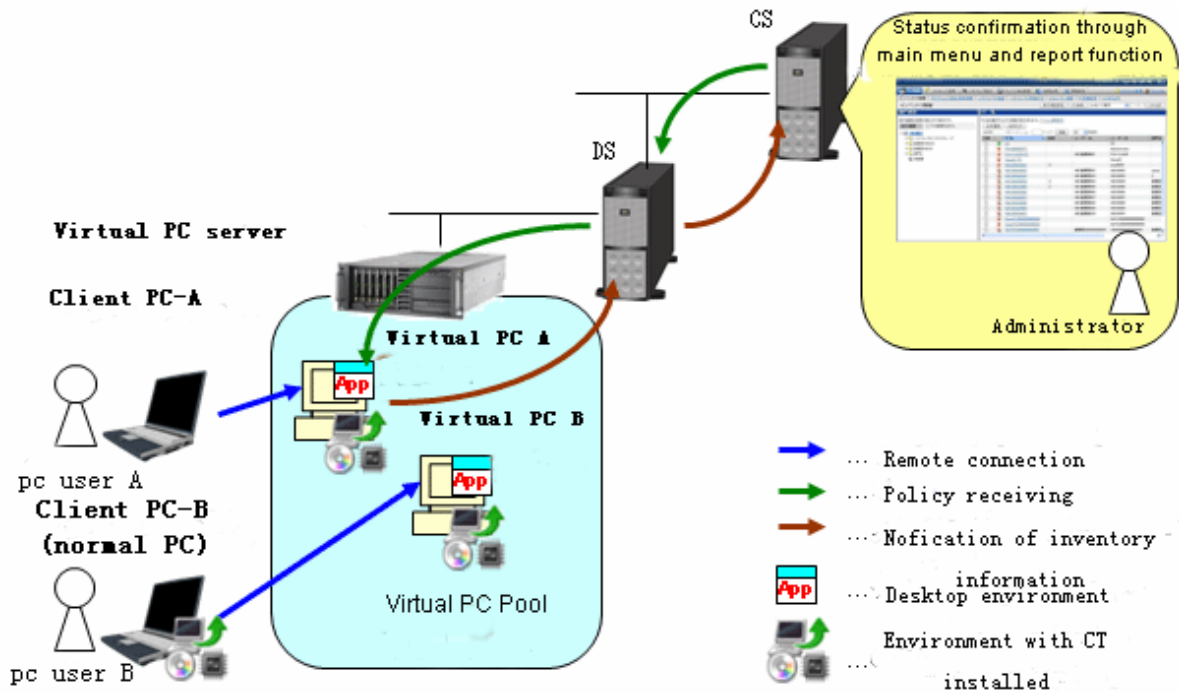 CS
Status confirmation through
main menu and report function
DS
Virtual PC server
Client PC-A
Virtual PC A
App
Administrator
Virtual PC B
App
pc user A
Client PC-B
(normal PC)
Virtual PC Pool
pc user B
... Remote connection
... Policy receiving
... Nofication of inventory
information
App
... Desktop environment
Environment with CT
...
installed